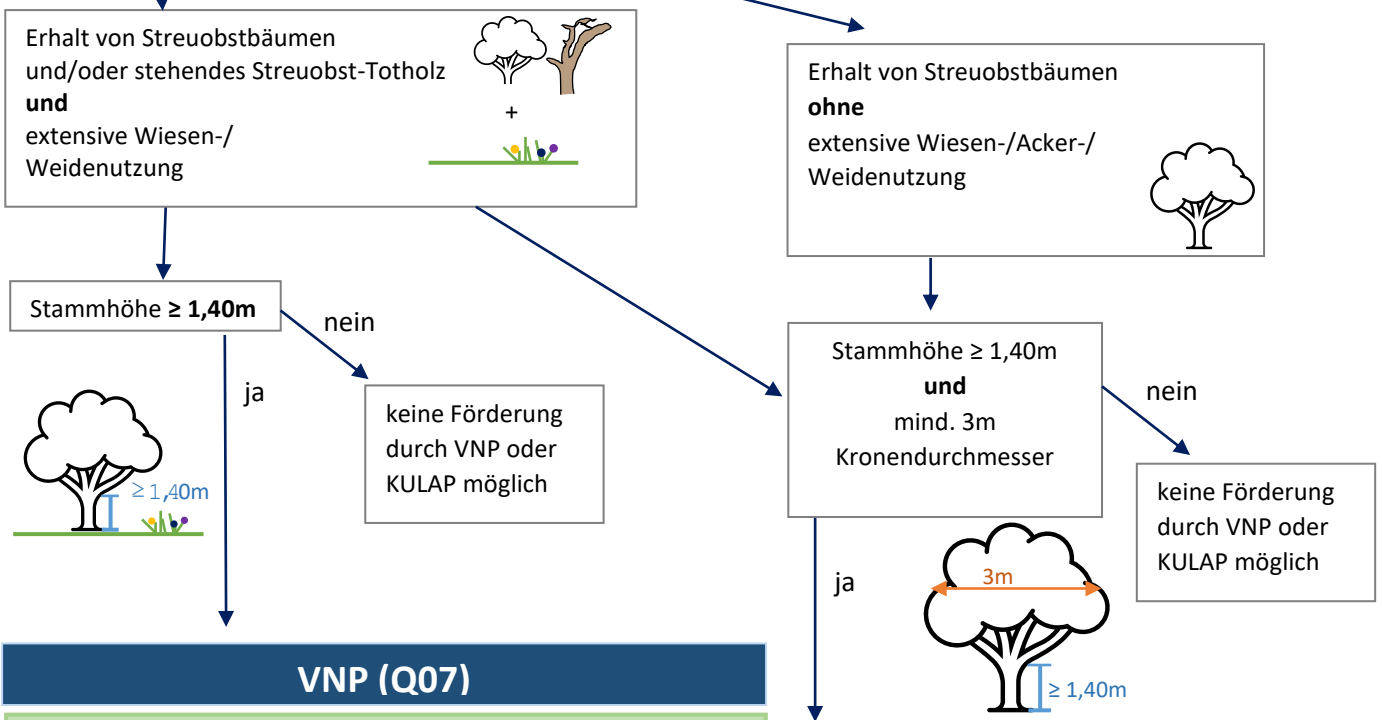 Erhalt von Streuobstbäumen
und/oder stehendes Streuobst-Totholz
und
extensive Wiesen-/
Weidenutzung
+
Erhalt von Streuobstbäumen
ohne
extensive Wiesen-/Acker-/
Weidenutzung
Stammhöhe ≥ 1,40m
nein
ja
≥ 1,40m
keine Förderung
durch VNP oder
KULAP möglich
Stammhöhe ≥ 1,40m
und
mind. 3m
Kronendurchmesser
nein
keine Förderung
durch VNP oder
KULAP möglich
ja
3m
≥ 1,40m
VNP (Q07)